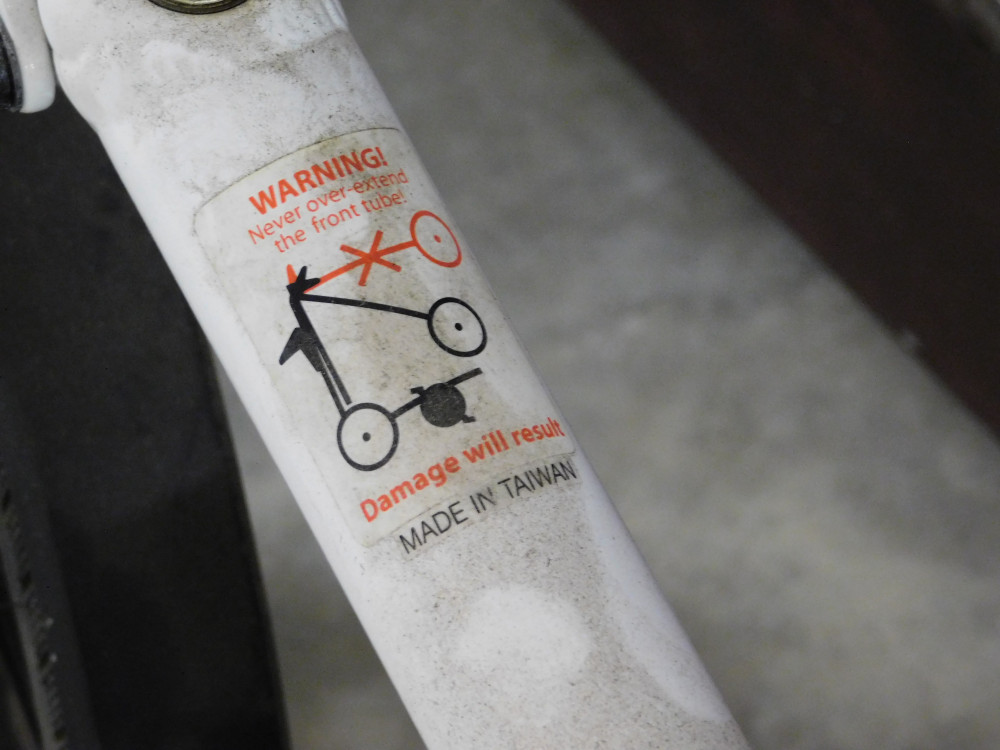 WARNING!
Never over-extend
the front tube!
Damage will result
MADE IN TAIWAN